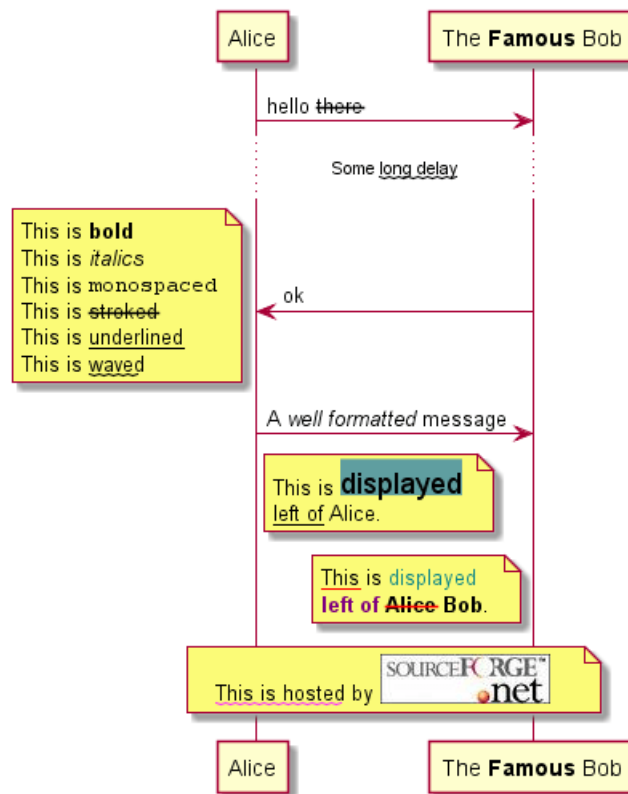 Alice
The Famous Bob
hello there
Some long delay
This is bold
This is italics
This is monospaced
This is stroked
This is underlined
This is waved
ok
A well formatted message
This is displayed
left of Alice.
This is displayed
left of Alice Bob.
This is hosted by SOURCEFORGE™
.net
Alice
The Famous Bob